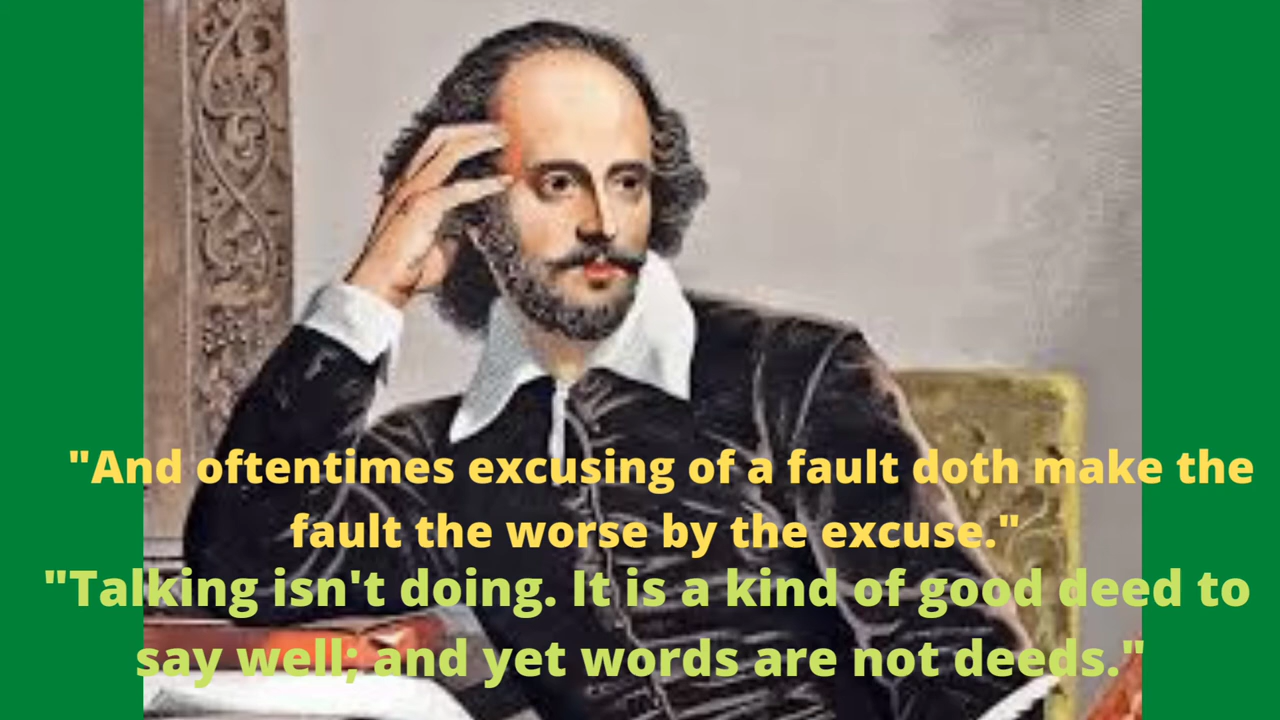 "And oftentimes excusing of a fault doth make the
fault the worse by the excuse."
"Talking isn't doing. It is a kind of good deed to
say well; and yet words are not deeds."